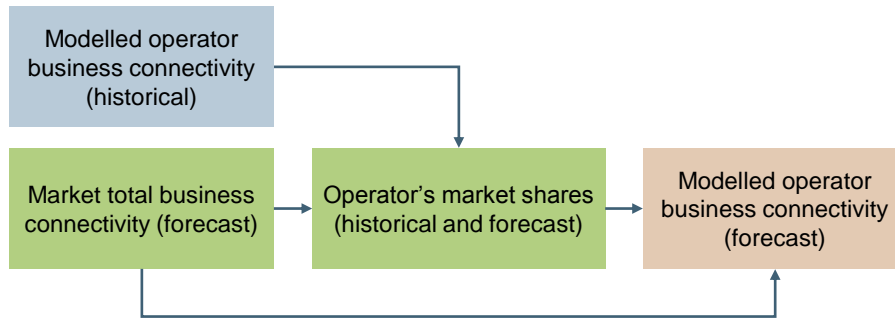 Modelled operator
business connectivity
(historical)
Market total business
connectivity (forecast)
Operator’s market shares
(historical and forecast)
Modelled operator
business connectivity
(forecast)